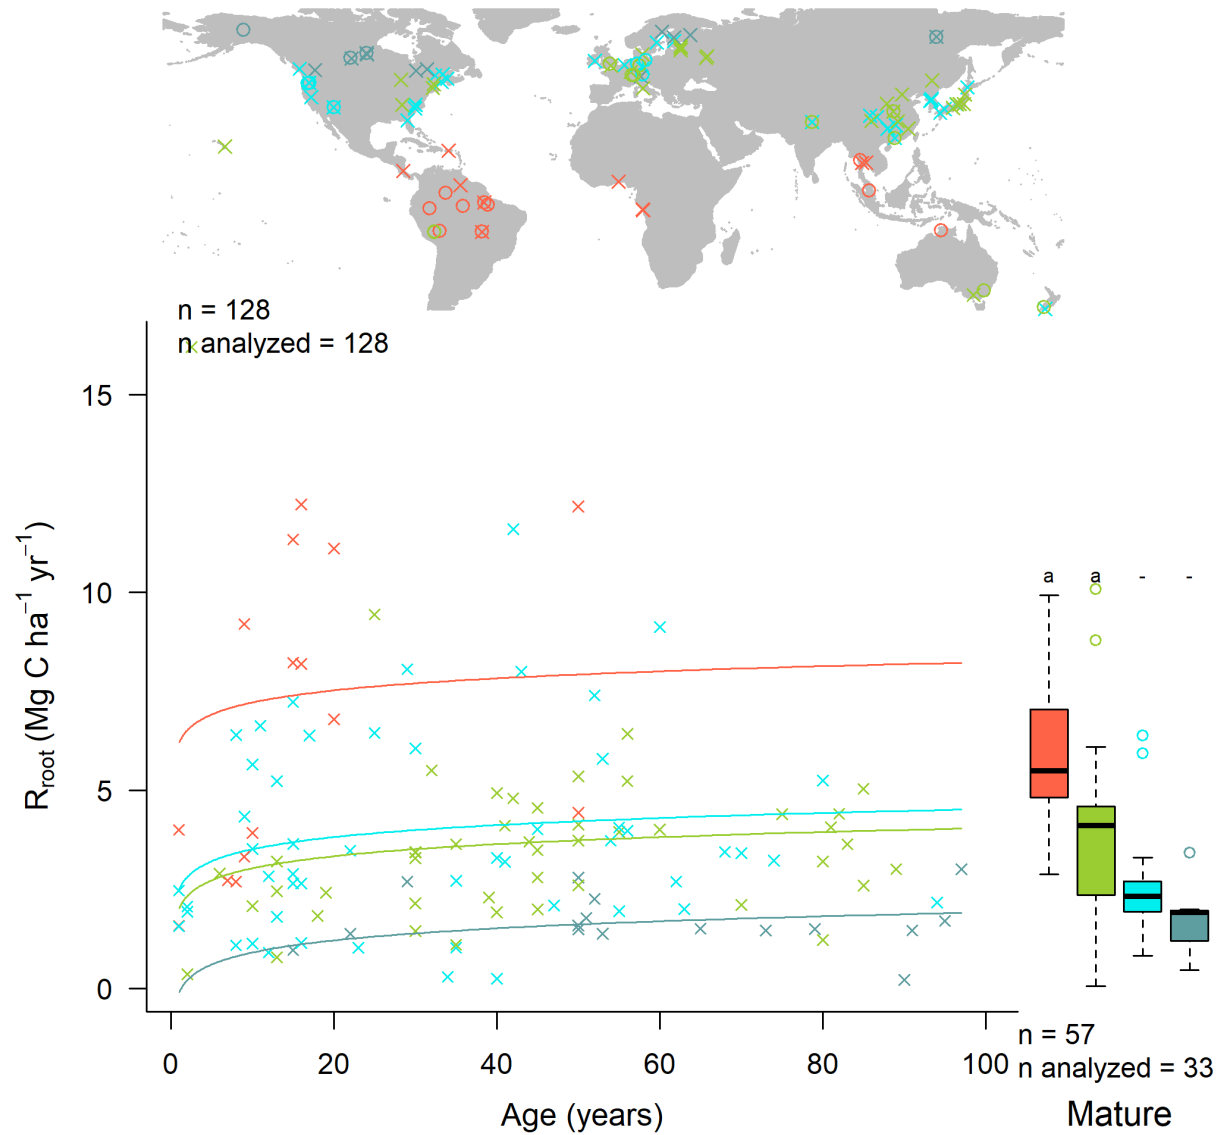 n = 128
n analyzed = 128
15
10
5
0
R_root (Mg C ha⁻¹ yr⁻¹)
a a - -
0 20 40 60 80 100
Age (years)
n = 57
n analyzed = 33
Mature